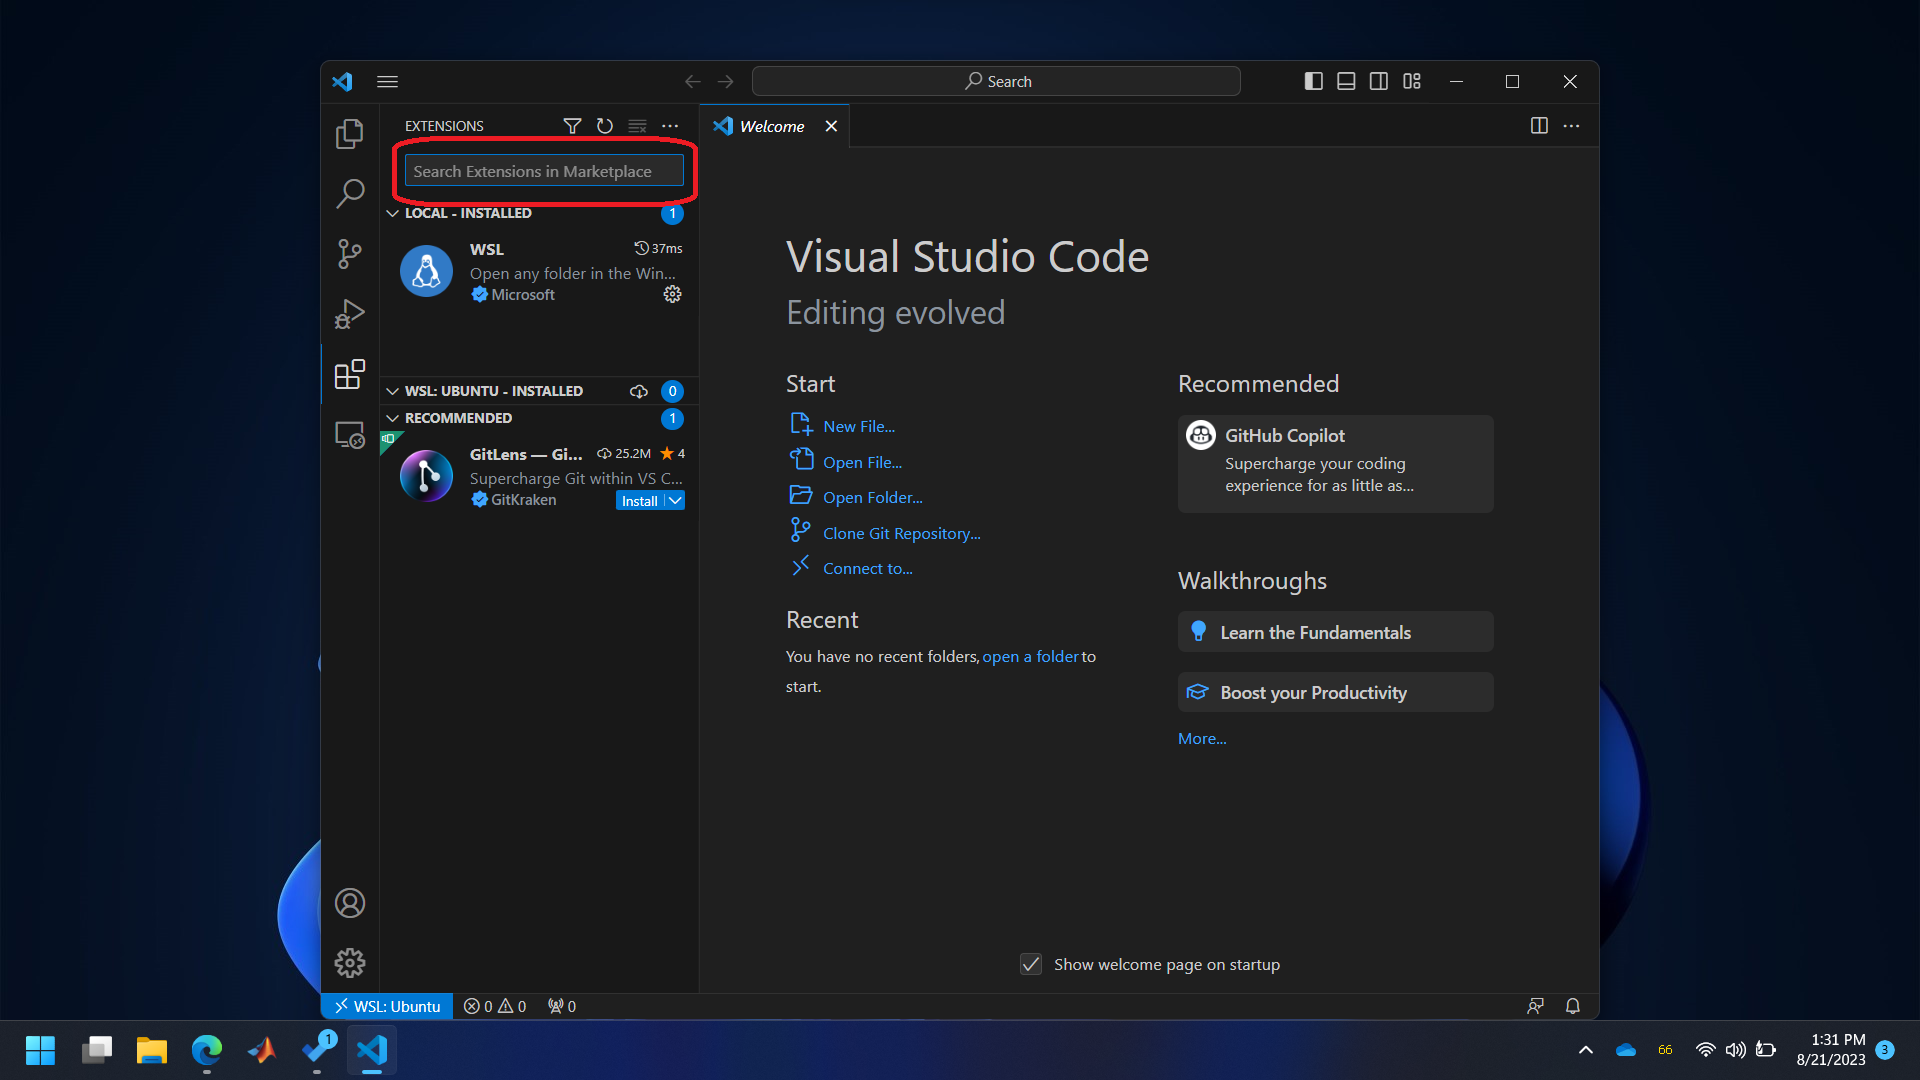 Search
EXTENSIONS
Welcome
Search Extensions in Marketplace
LOCAL - INSTALLED 1
WSL 37ms
Open any folder in the Win...
Microsoft
WSL: UBUNTU - INSTALLED 0
RECOMMENDED 1
GitLens — Gi... 25.2M 4
Supercharge Git within VS C...
GitKraken Install
Visual Studio Code
Editing evolved
Start
New File...
Open File...
Open Folder...
Clone Git Repository...
Connect to...
Recent
You have no recent folders, open a folder to
start.
Recommended
GitHub Copilot
Supercharge your coding
experience for as little as...
Walkthroughs
Learn the Fundamentals
Boost your Productivity
More...
Show welcome page on startup
WSL: Ubuntu 0 0 0
1
66
1:31 PM
8/21/2023
3